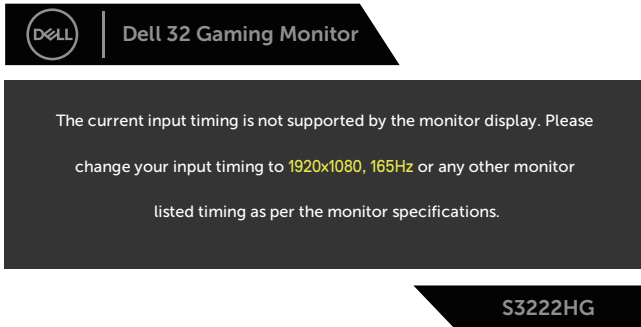 DELL
Dell 32 Gaming Monitor
The current input timing is not supported by the monitor display. Please
change your input timing to 1920x1080, 165Hz or any other monitor
listed timing as per the monitor specifications.
S3222HG